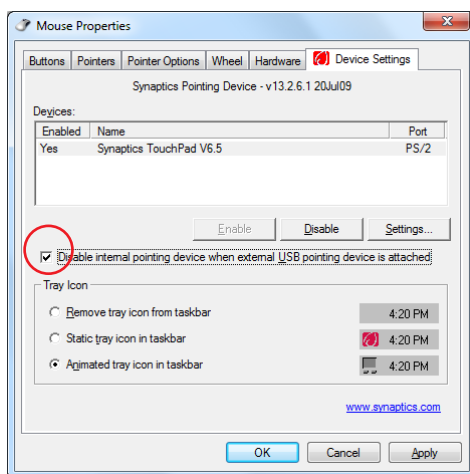 Mouse Properties
Buttons Pointers Pointer Options Wheel Hardware Device Settings
Synaptics Pointing Device - v13.2.6.1 20Jul09
Devices:
Enabled Name Port
Yes Synaptics TouchPad V6.5 PS/2
Enable Disable Settings...
Disable internal pointing device when external USB pointing device is attached
Tray Icon
Remove tray icon from taskbar 4:20 PM
Static tray icon in taskbar 4:20 PM
Animated tray icon in taskbar 4:20 PM
www.synaptics.com
OK Cancel Apply